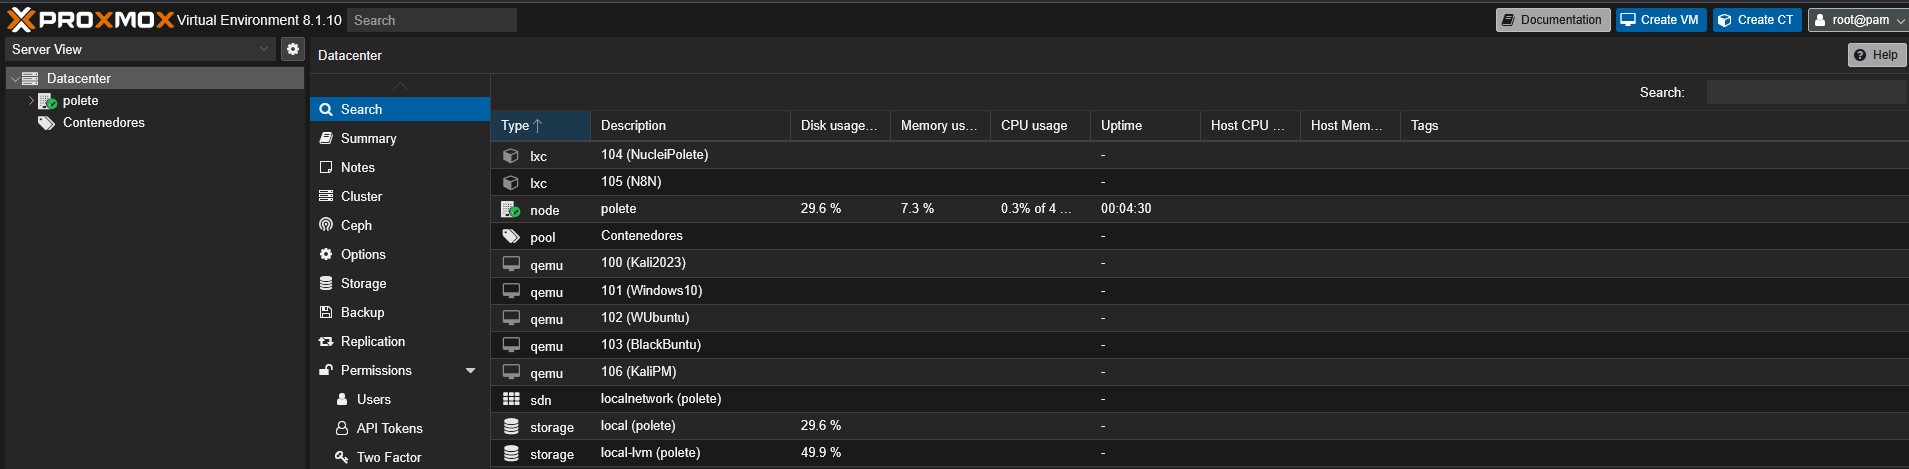 PROXMOX Virtual Environment 8.1.10 Search Documentation Create VM Create CT root@pam
Server View Datacenter Help
Datacenter
polete
Contenedores
Search:
Search
Summary
Notes
Cluster
Ceph
Options
Storage
Backup
Replication
Permissions
Users
API Tokens
Two Factor
Type Description Disk usage... Memory us... CPU usage Uptime Host CPU ... Host Mem... Tags
lxc 104 (NucleiPolete) -
lxc 105 (N8N) -
node polete 29.6 % 7.3 % 0.3% of 4 ... 00:04:30
pool Contenedores -
qemu 100 (Kali2023) -
qemu 101 (Windows10) -
qemu 102 (WUbuntu) -
qemu 103 (BlackBuntu) -
qemu 106 (KaliPM) -
sdn localnetwork (polete) -
storage local (polete) 29.6 % -
storage local-lvm (polete) 49.9 % -